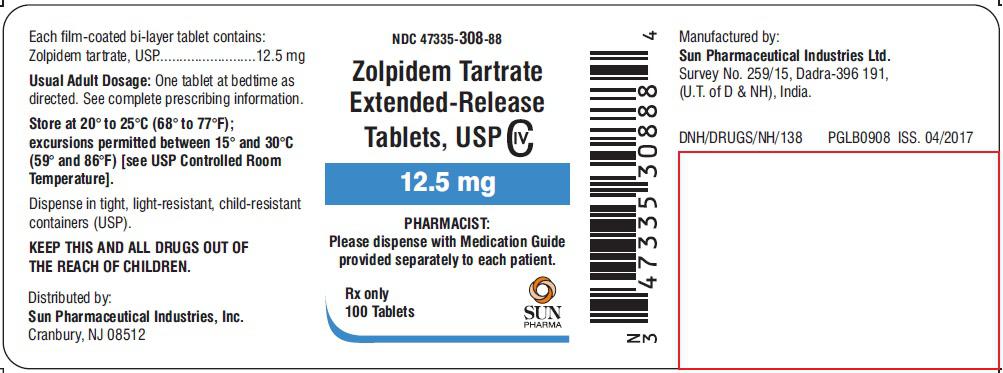 Each film-coated bi-layer tablet contains:
Zolpidem tartrate, USP.........................12.5 mg
Usual Adult Dosage: One tablet at bedtime as
directed. See complete prescribing information.
Store at 20° to 25°C (68° to 77°F);
excursions permitted between 15° and 30°C
(59° and 86°F) [see USP Controlled Room
Temperature].
Dispense in tight, light-resistant, child-resistant
containers (USP).
KEEP THIS AND ALL DRUGS OUT OF
THE REACH OF CHILDREN.
Distributed by:
Sun Pharmaceutical Industries, Inc.
Cranbury, NJ 08512
NDC 47335-308-88
Zolpidem Tartrate
Extended-Release
Tablets, USP CIV
12.5 mg
PHARMACIST:
Please dispense with Medication Guide
provided separately to each patient.
Rx only
100 Tablets
SUN
PHARMA
N
3 47335 30888 4
Manufactured by:
Sun Pharmaceutical Industries Ltd.
Survey No. 259/15, Dadra-396 191,
(U.T. of D & NH), India.
DNH/DRUGS/NH/138 PGLB0908 ISS. 04/2017